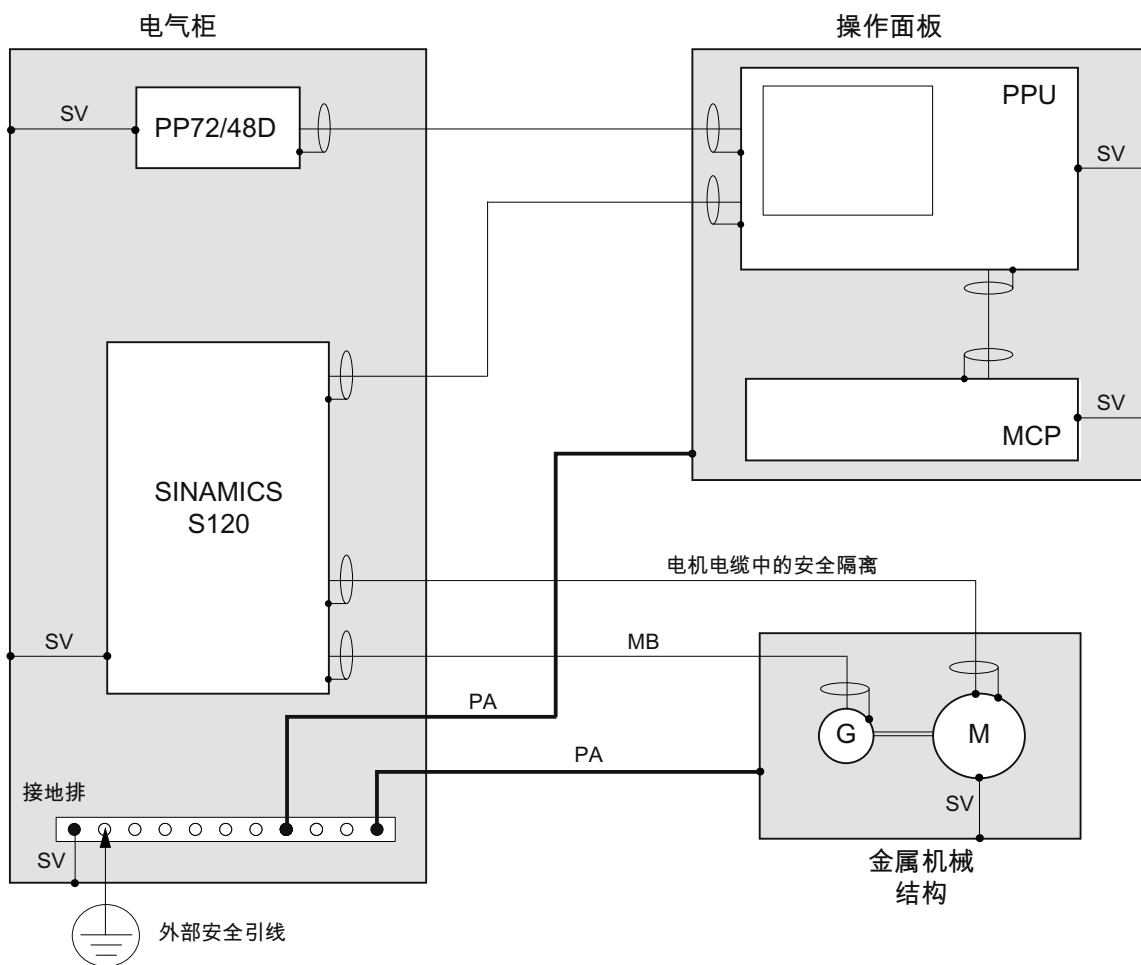 电气柜
操作面板
SV
PP72/48D
PPU
SV
SV
MCP
SINAMICS
S120
电机电缆中的安全隔离
SV
MB
PA
G
M
PA
SV
接地排
SV
金属机械
结构
外部安全引线